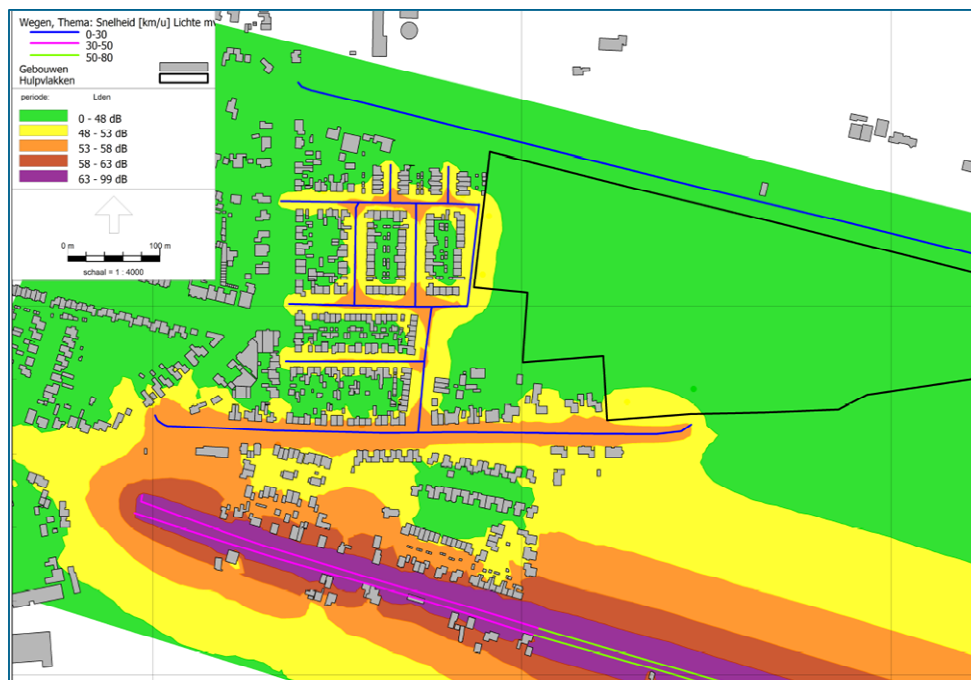 Wegen, Thema: Snelheid [km/u] Lichte
0-30
30-50
50-80
Gebouwen
Hulpvlakken
periode: Lden
0 - 48 dB
48 - 53 dB
53 - 58 dB
58 - 63 dB
63 - 99 dB
0 m 100 m
schaal = 1 : 4000